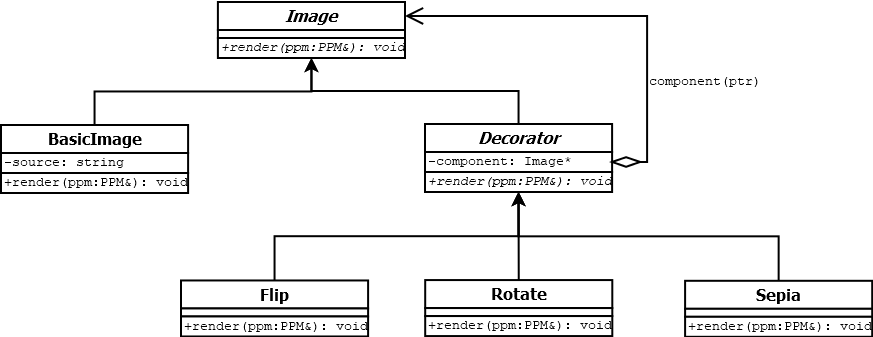 Image
+render(ppm:PPM&): void
component(ptr)
BasicImage
-source: string
+render(ppm:PPM&): void
Decorator
-component: Image*
+render(ppm:PPM&): void
Flip
+render(ppm:PPM&): void
Rotate
+render(ppm:PPM&): void
Sepia
+render(ppm:PPM&): void